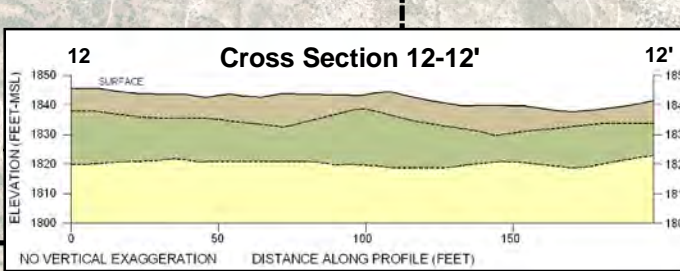 12 Cross Section 12-12' 12'
SURFACE
1850
1840
1830
1820
1810
1800
ELEVATION (FEET-MSL)
0 50 100 150
NO VERTICAL EXAGGERATION DISTANCE ALONG PROFILE (FEET)